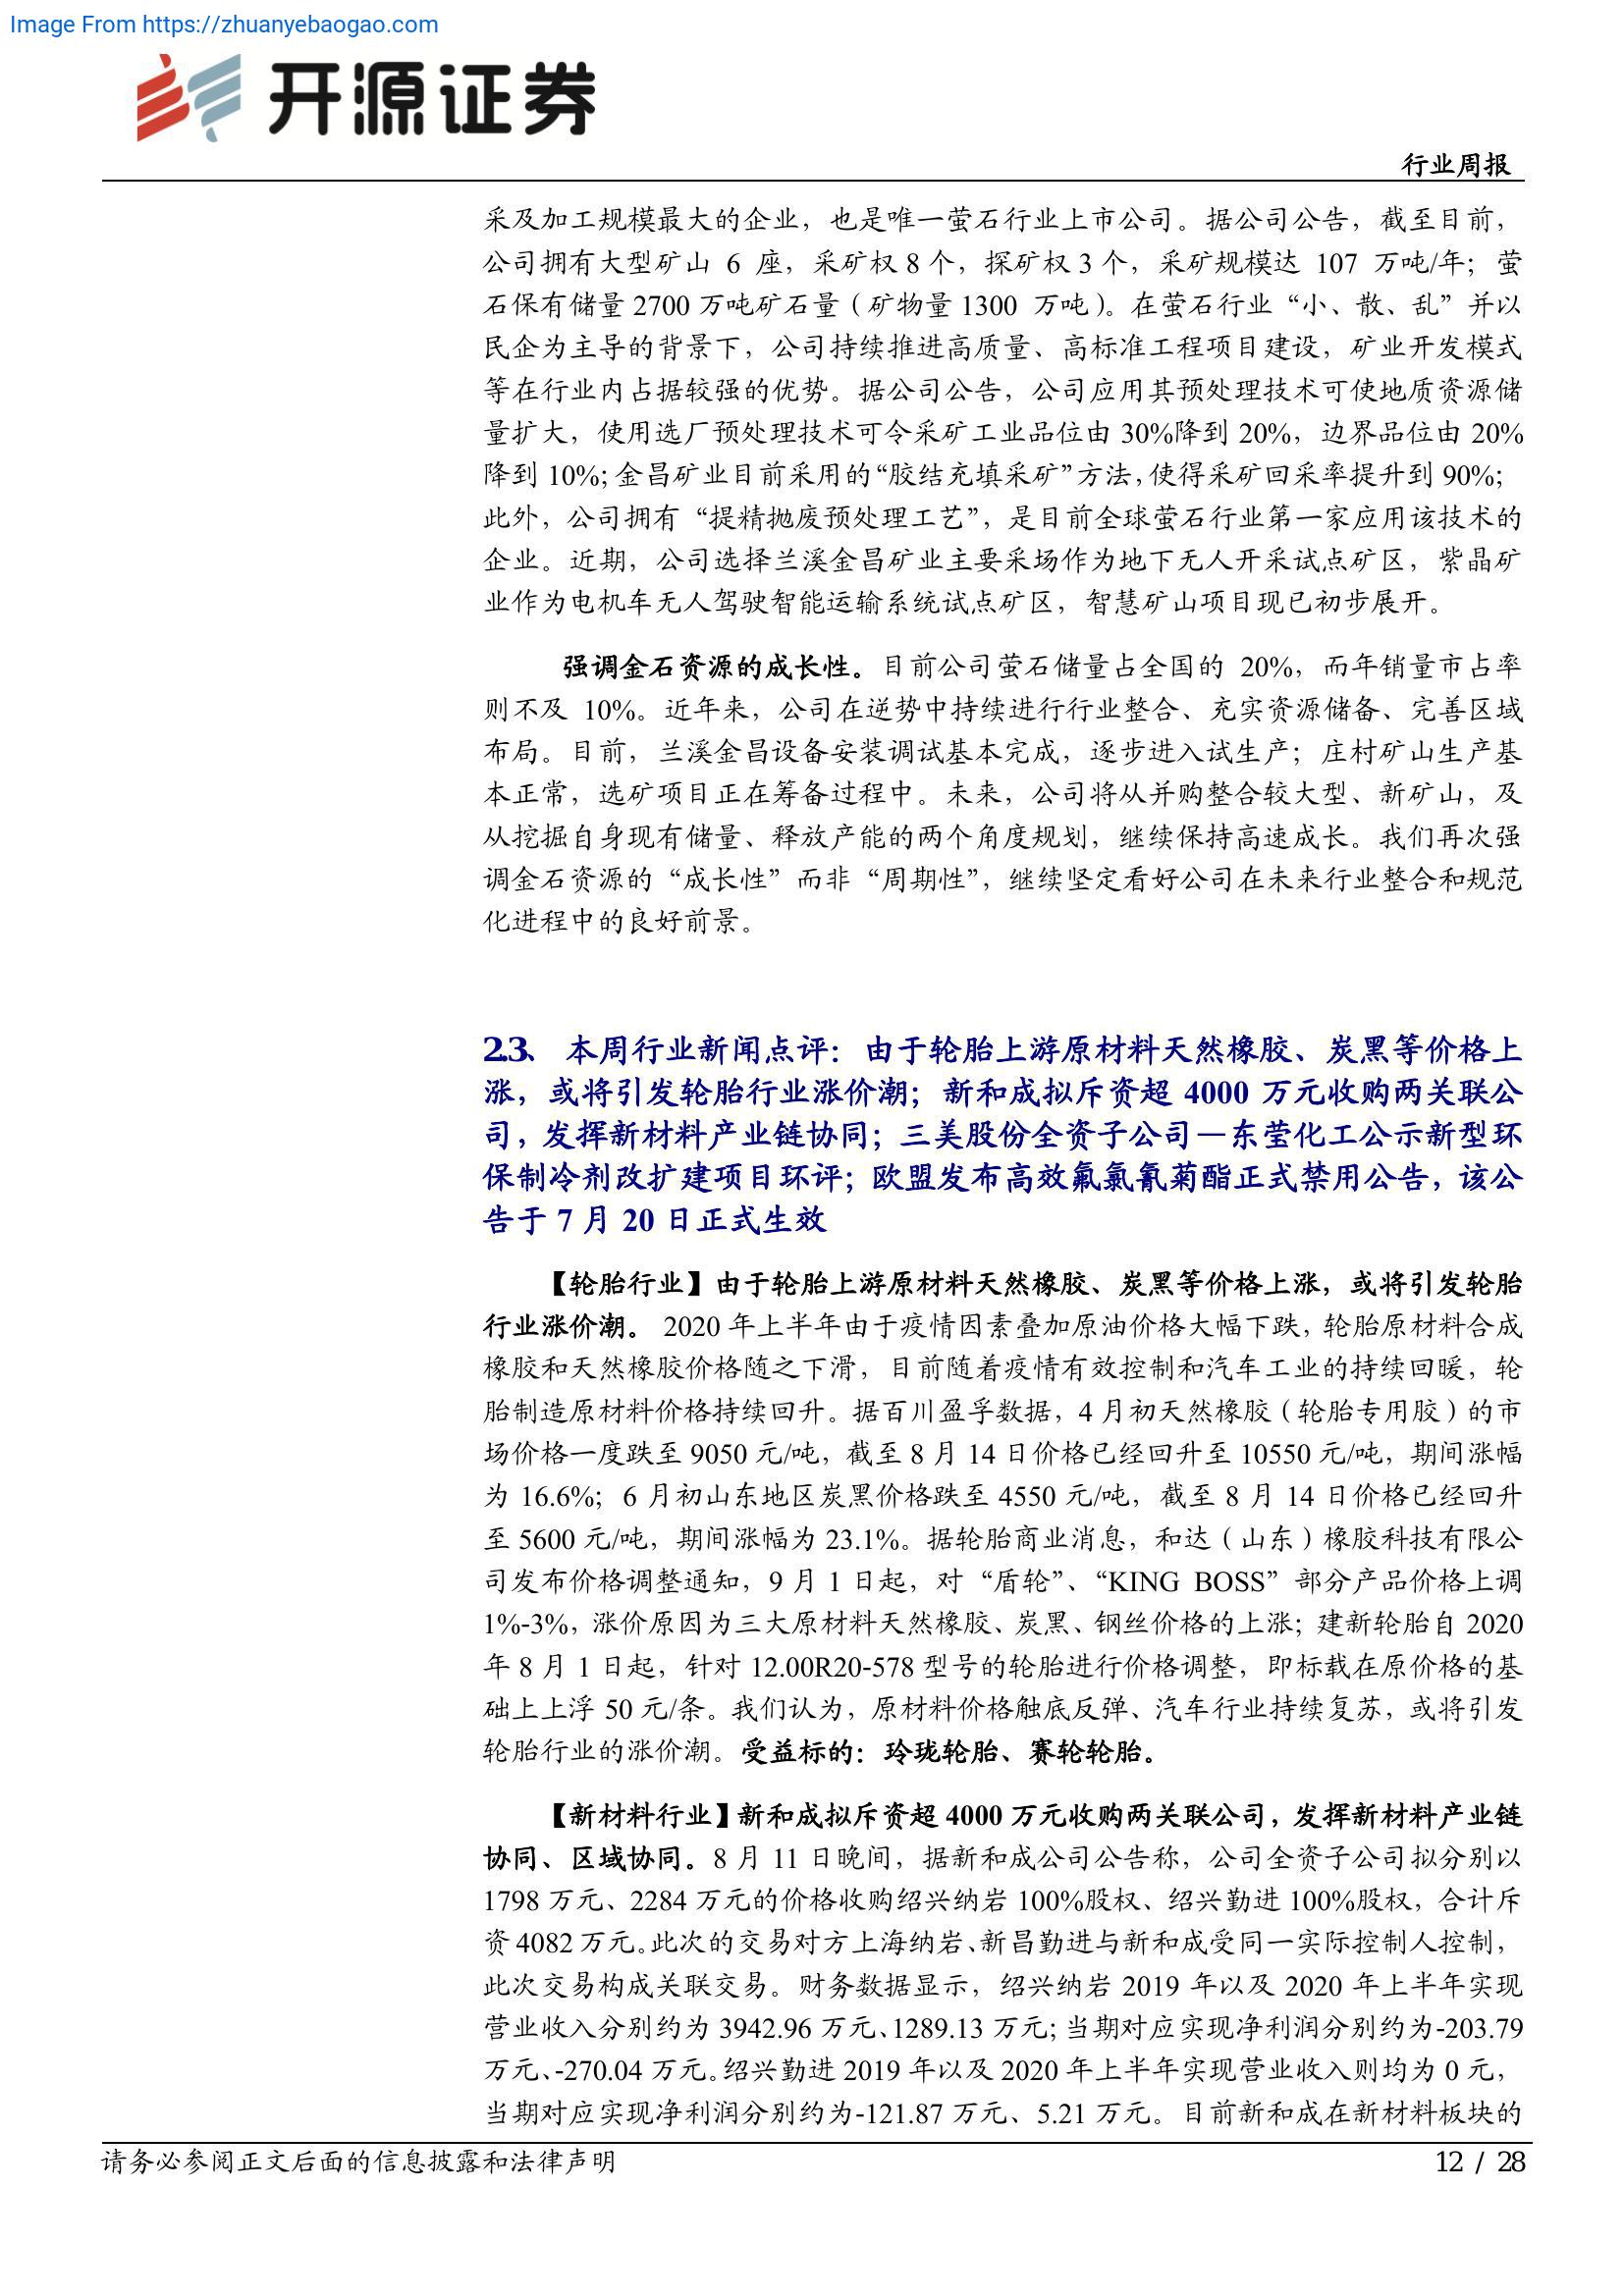 Image From https://zhuanyebaogao.com
开源证券
行业周报
采及加工规模最大的企业，也是唯一萤石行业上市公司。据公司公告，截至目前，
公司拥有大型矿山 6 座，采矿权 8 个，探矿权 3 个，采矿规模达 107 万吨/年；萤
石保有储量 2700 万吨矿石量（矿物量 1300 万吨）。在萤石行业“小、散、乱”并以
民企为主导的背景下，公司持续推进高质量、高标准工程项目建设，矿业开发模式
等在行业内占据较强的优势。据公司公告，公司应用其预处理技术可使地质资源储
量扩大，使用选厂预处理技术可令采矿工业品位由 30%降到 20%，边界品位由 20%
降到 10%；金昌矿业目前采用的“胶结充填采矿”方法，使得采矿回采率提升到 90%；
此外，公司拥有“提精抛废预处理工艺”，是目前全球萤石行业第一家应用该技术的
企业。近期，公司选择兰溪金昌矿业主要采场作为地下无人开采试点矿区，紫晶矿
业作为电机车无人驾驶智能运输系统试点矿区，智慧矿山项目现已初步展开。
强调金石资源的成长性。目前公司萤石储量占全国的 20%，而年销量市占率
则不及 10%。近年来，公司在逆势中持续进行行业整合、充实资源储备、完善区域
布局。目前，兰溪金昌设备安装调试基本完成，逐步进入试生产；庄村矿山生产基
本正常，选矿项目正在筹备过程中。未来，公司将从并购整合较大型、新矿山，及
从挖掘自身现有储量、释放产能的两个角度规划，继续保持高速成长。我们再次强
调金石资源的“成长性”而非“周期性”，继续坚定看好公司在未来行业整合和规范
化进程中的良好前景。
2.3、 本周行业新闻点评：由于轮胎上游原材料天然橡胶、炭黑等价格上
涨，或将引发轮胎行业涨价潮；新和成拟斥资超 4000 万元收购两关联公
司，发挥新材料产业链协同；三美股份全资子公司—东莹化工公示新型环
保制冷剂改扩建项目环评；欧盟发布高效氟氯氰菊酯正式禁用公告，该公
告于 7 月 20 日正式生效
【轮胎行业】由于轮胎上游原材料天然橡胶、炭黑等价格上涨，或将引发轮胎
行业涨价潮。 2020 年上半年由于疫情因素叠加原油价格大幅下跌，轮胎原材料合成
橡胶和天然橡胶价格随之下滑，目前随着疫情有效控制和汽车工业的持续回暖，轮
胎制造原材料价格持续回升。据百川盈孚数据，4 月初天然橡胶（轮胎专用胶）的市
场价格一度跌至 9050 元/吨，截至 8 月 14 日价格已经回升至 10550 元/吨，期间涨幅
为 16.6%；6 月初山东地区炭黑价格跌至 4550 元/吨，截至 8 月 14 日价格已经回升
至 5600 元/吨，期间涨幅为 23.1%。据轮胎商业消息，和达（山东）橡胶科技有限公
司发布价格调整通知，9 月 1 日起，对“盾轮”、“KING BOSS”部分产品价格上调
1%-3%，涨价原因为三大原材料天然橡胶、炭黑、钢丝价格的上涨；建新轮胎自 2020
年 8 月 1 日起，针对 12.00R20-578 型号的轮胎进行价格调整，即标载在原价格的基
础上上浮 50 元/条。我们认为，原材料价格触底反弹、汽车行业持续复苏，或将引发
轮胎行业的涨价潮。受益标的：玲珑轮胎、赛轮轮胎。
【新材料行业】新和成拟斥资超 4000 万元收购两关联公司，发挥新材料产业链
协同、区域协同。8 月 11 日晚间，据新和成公司公告称，公司全资子公司拟分别以
1798 万元、2284 万元的价格收购绍兴纳岩 100%股权、绍兴勤进 100%股权，合计斥
资 4082 万元。此次的交易对方上海纳岩、新昌勤进与新和成受同一实际控制人控制，
此次交易构成关联交易。财务数据显示，绍兴纳岩 2019 年以及 2020 年上半年实现
营业收入分别约为 3942.96 万元、1289.13 万元；当期对应实现净利润分别约为-203.79
万元、-270.04 万元。绍兴勤进 2019 年以及 2020 年上半年实现营业收入则均为 0 元，
当期对应实现净利润分别约为-121.87 万元、5.21 万元。目前新和成在新材料板块的
请务必参阅正文后面的信息披露和法律声明
12 / 28